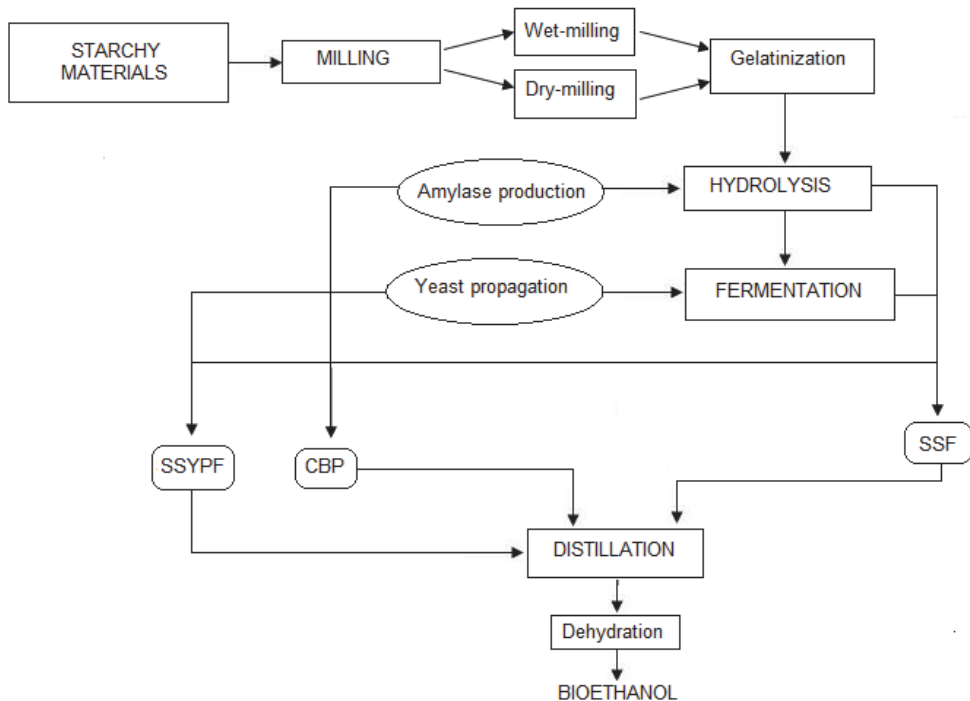 STARCHY
MATERIALS
MILLING
Wet-milling
Dry-milling
Gelatinization
Amylase production
HYDROLYSIS
Yeast propagation
FERMENTATION
SSYPF
CBP
SSF
DISTILLATION
Dehydration
BIOETHANOL